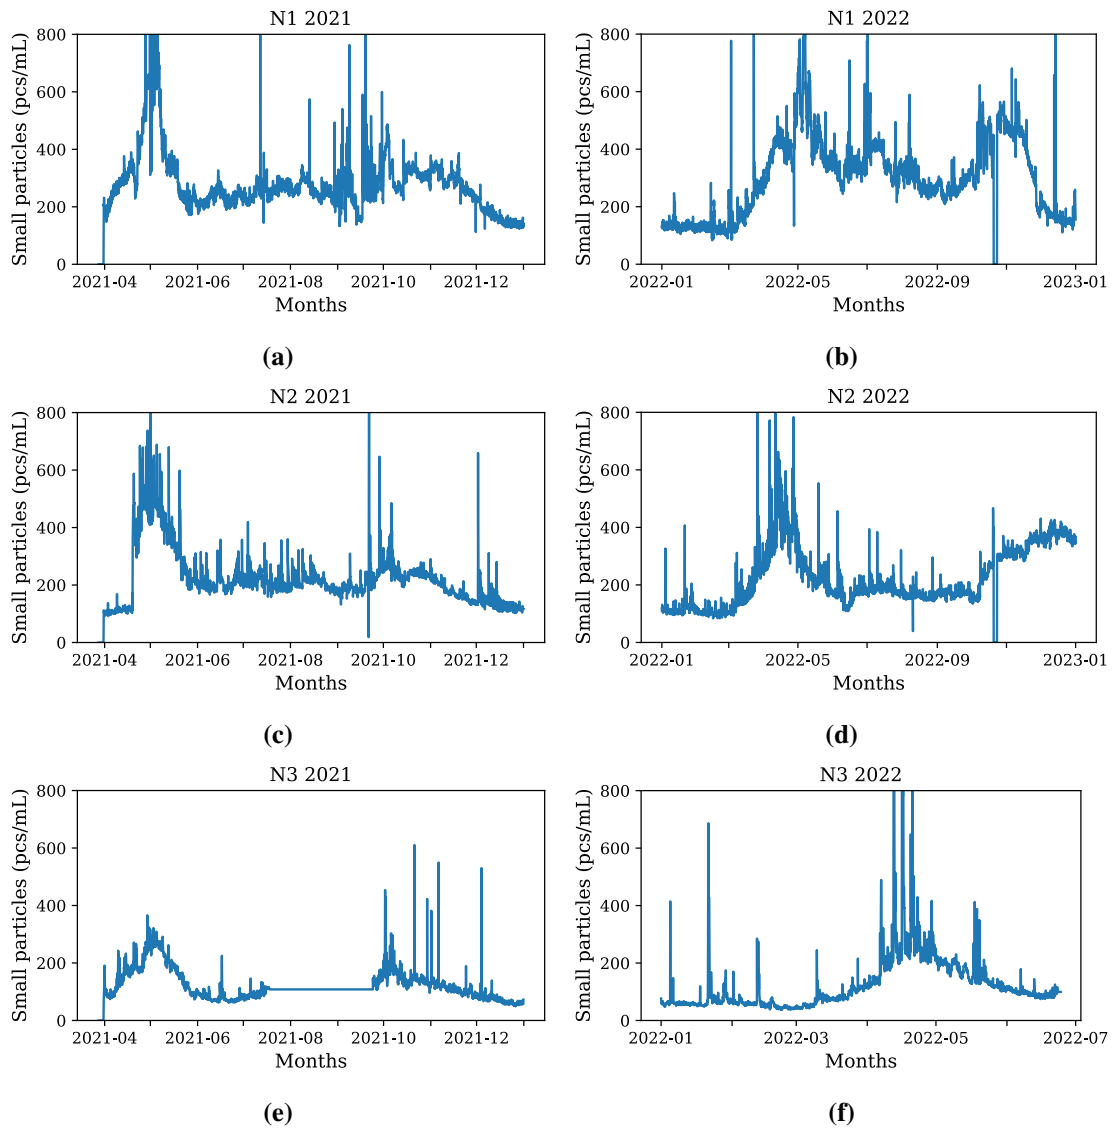 N1 2021
Small particles (pcs/mL)
800
600
400
200
0
2021-04 2021-06 2021-08 2021-10 2021-12
Months
(a)
N1 2022
Small particles (pcs/mL)
800
600
400
200
0
2022-01 2022-05 2022-09 2023-01
Months
(b)
N2 2021
Small particles (pcs/mL)
800
600
400
200
0
2021-04 2021-06 2021-08 2021-10 2021-12
Months
(c)
N2 2022
Small particles (pcs/mL)
800
600
400
200
0
2022-01 2022-05 2022-09 2023-01
Months
(d)
N3 2021
Small particles (pcs/mL)
800
600
400
200
0
2021-04 2021-06 2021-08 2021-10 2021-12
Months
(e)
N3 2022
Small particles (pcs/mL)
800
600
400
200
0
2022-01 2022-03 2022-05 2022-07
Months
(f)